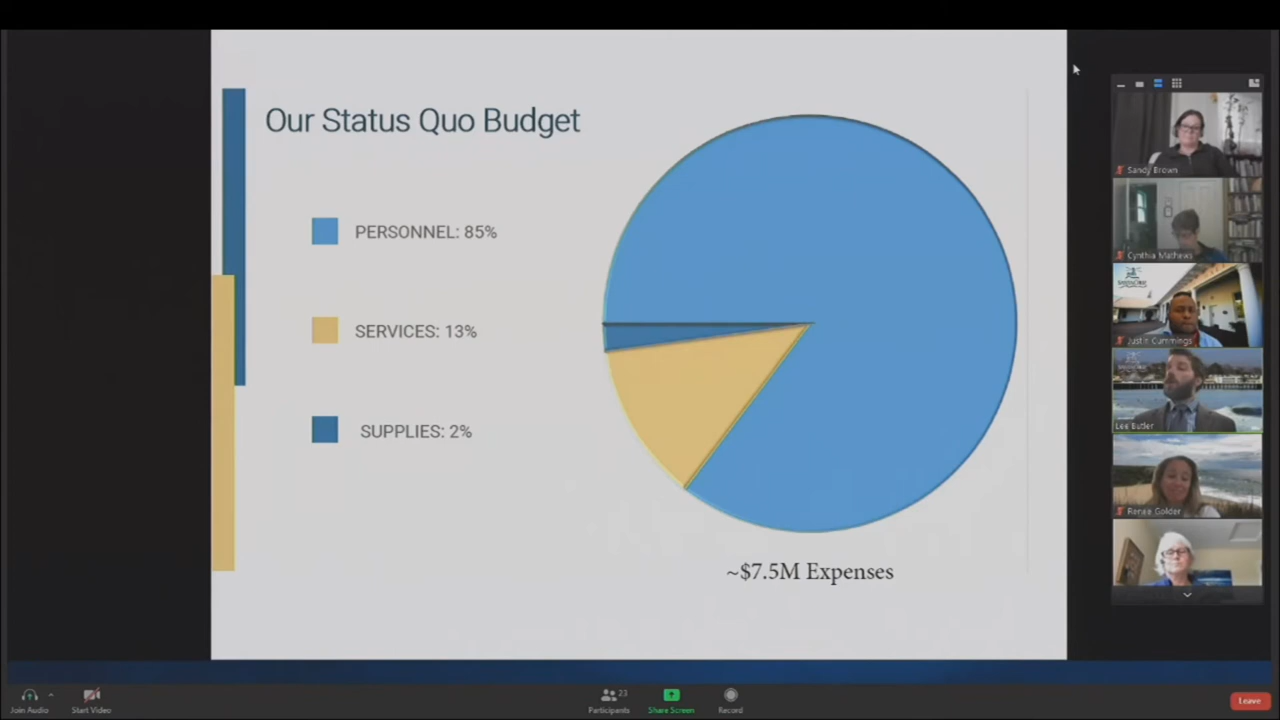 Our Status Quo Budget
PERSONNEL: 85%
SERVICES: 13%
SUPPLIES: 2%
~$7.5M Expenses
Sandy Brown
Cynthia Mathews
Justin Cummings
Lee Butler
Renee Golder
Join Audio
Start Video
23
Participants
Share Screen
Record
Leave